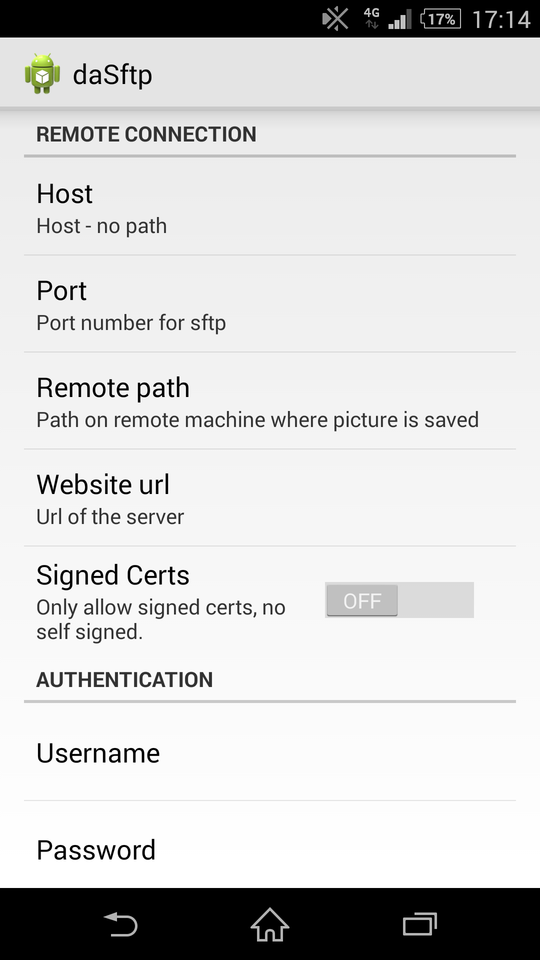 4G 17% 17:14
daSftp
REMOTE CONNECTION
Host
Host - no path
Port
Port number for sftp
Remote path
Path on remote machine where picture is saved
Website url
Url of the server
Signed Certs
Only allow signed certs, no
self signed.
OFF
AUTHENTICATION
Username
Password